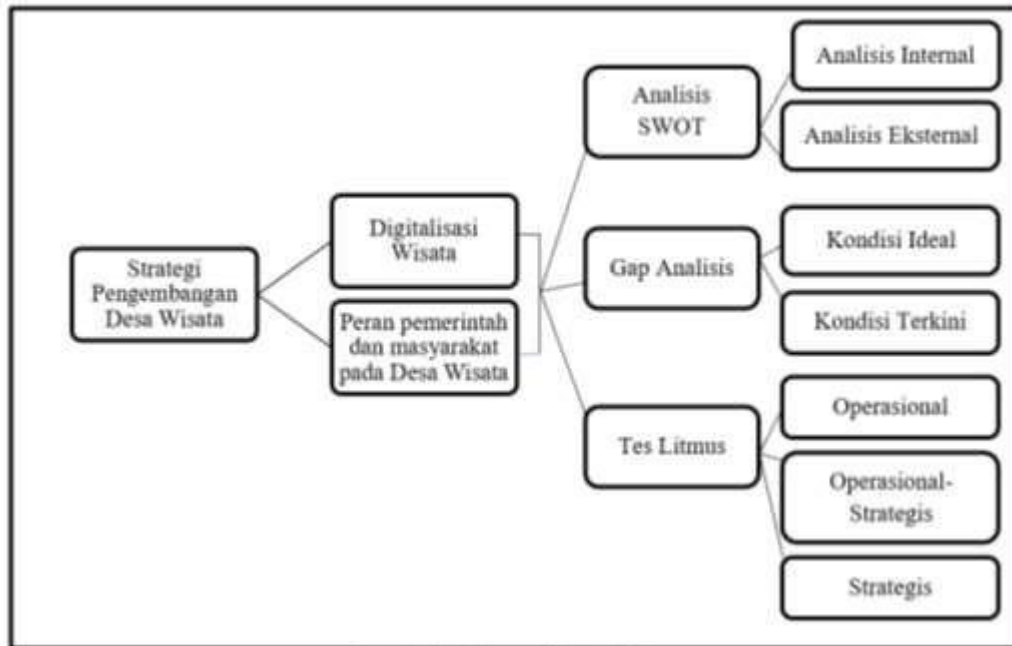 Strategi
Pengembangan
Desa Wisata
Digitalisasi
Wisata
Peran pemerintah
dan masyarakat
pada Desa Wisata
Analisis
SWOT
Gap Analisis
Tes Litmus
Analisis Internal
Analisis Eksternal
Kondisi Ideal
Kondisi Terkini
Operasional
Operasional-
Strategis
Strategis